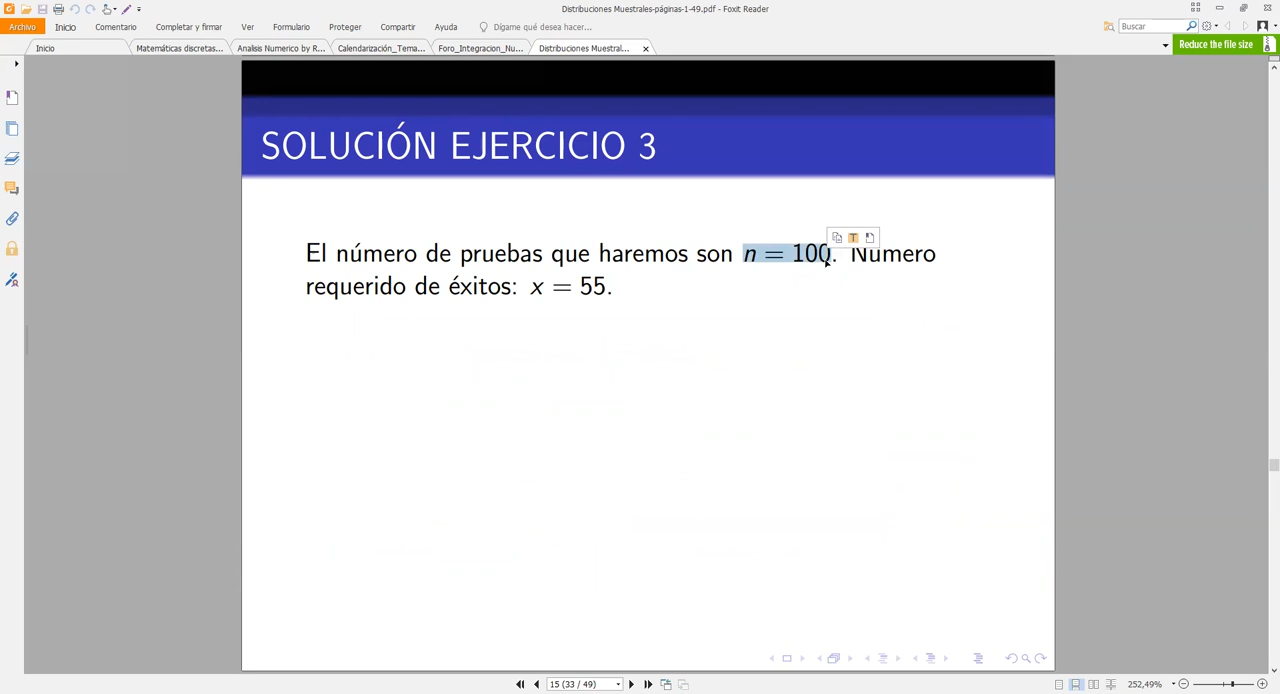 Distribuciones Muestrales-páginas-1-49.pdf - Foxit Reader
Archivo Inicio Comentario Completar y firmar Ver Formulario Proteger Compartir Ayuda Dígame qué desea hacer... Buscar
Inicio Matemáticas discretas... Analisis Numerico by R... Calendarización_Tema... Foro_Integracion_Nu... Distribuciones Muestral... Reduce the file size
SOLUCIÓN EJERCICIO 3
El número de pruebas que haremos son n = 100. Número
requerido de éxitos: x = 55.
15 (33 / 49) 252,49%